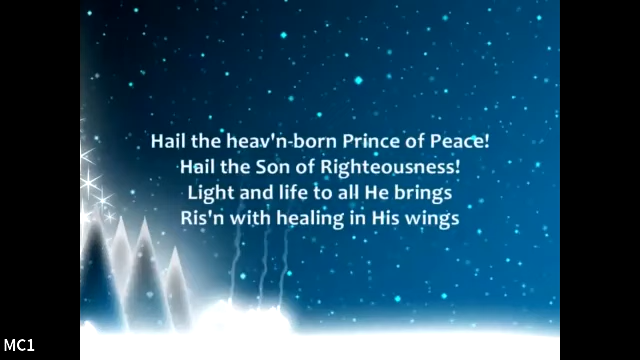 Hail the heav'n-born Prince of Peace!
Hail the Son of Righteousness!
Light and life to all He brings
Ris'n with healing in His wings
MC1